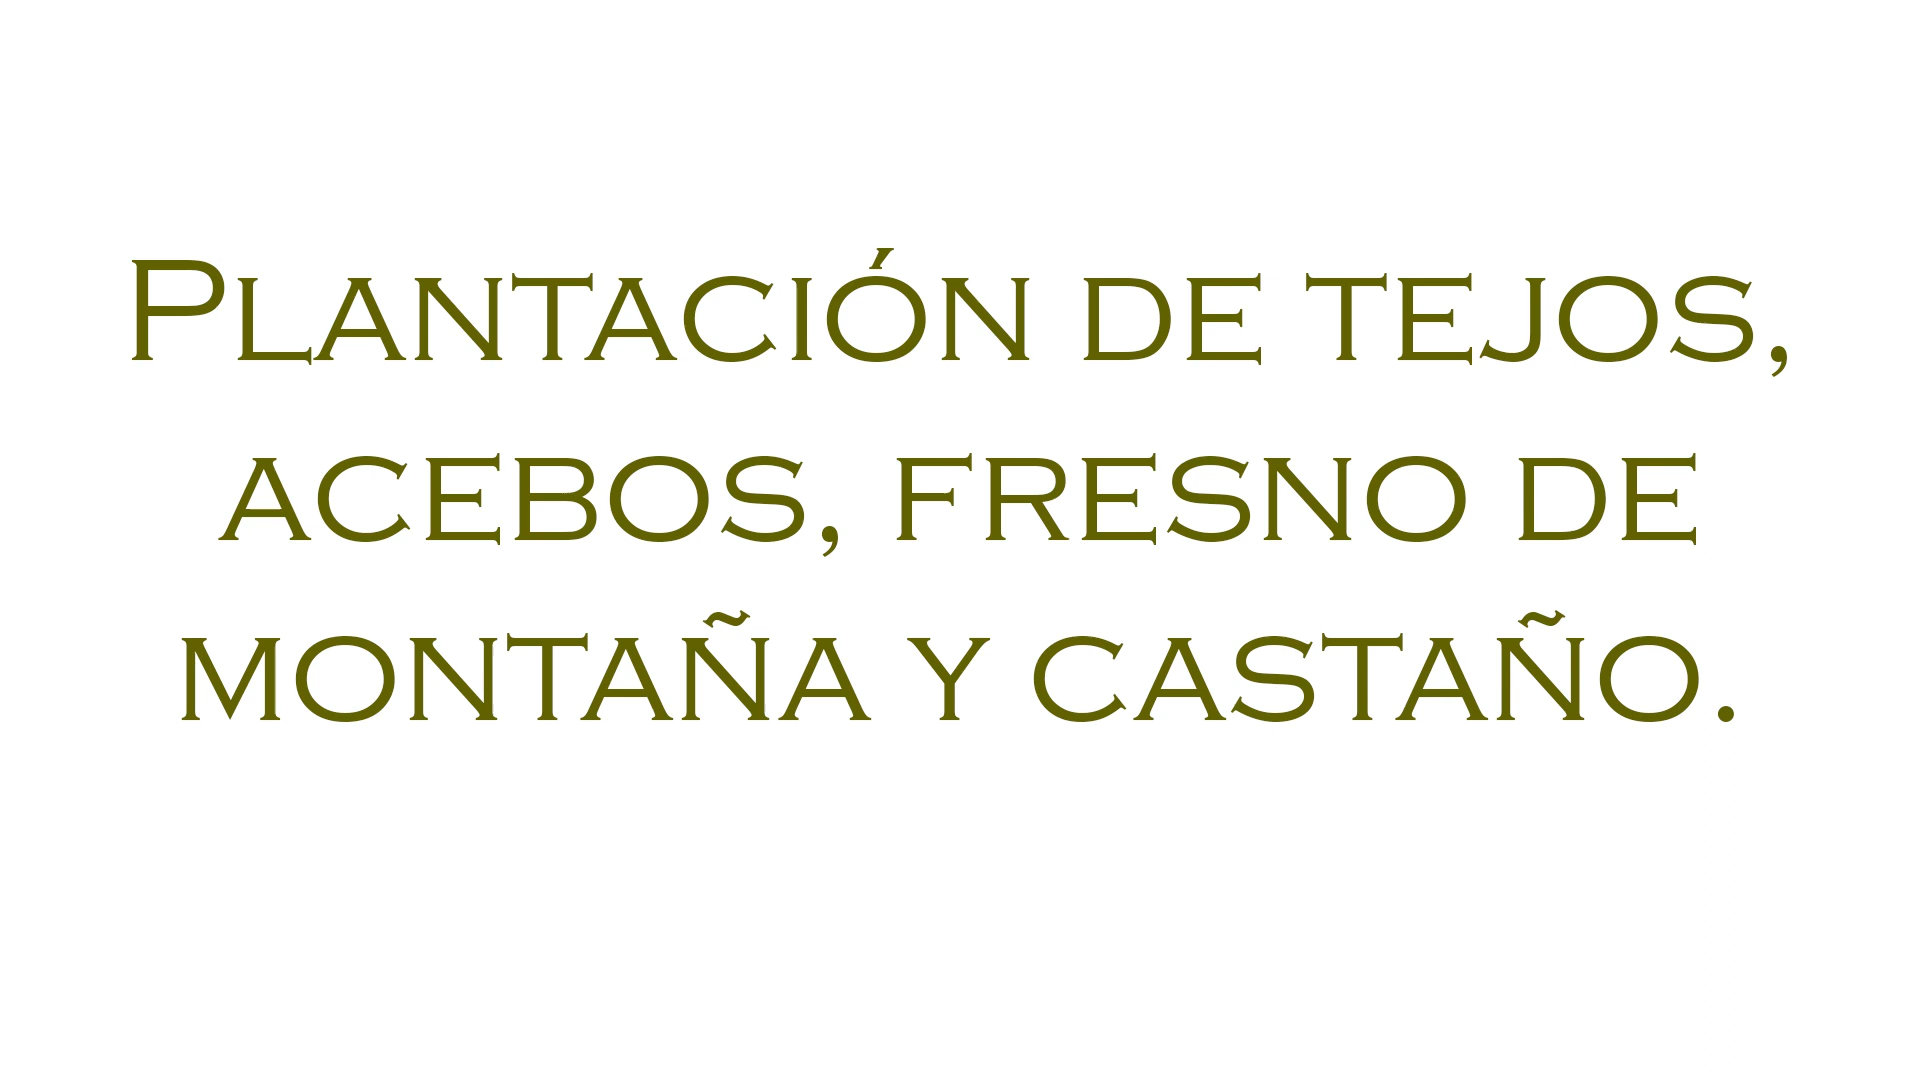 Plantación de tejos,
acebos, fresno de
montaña y castaño.